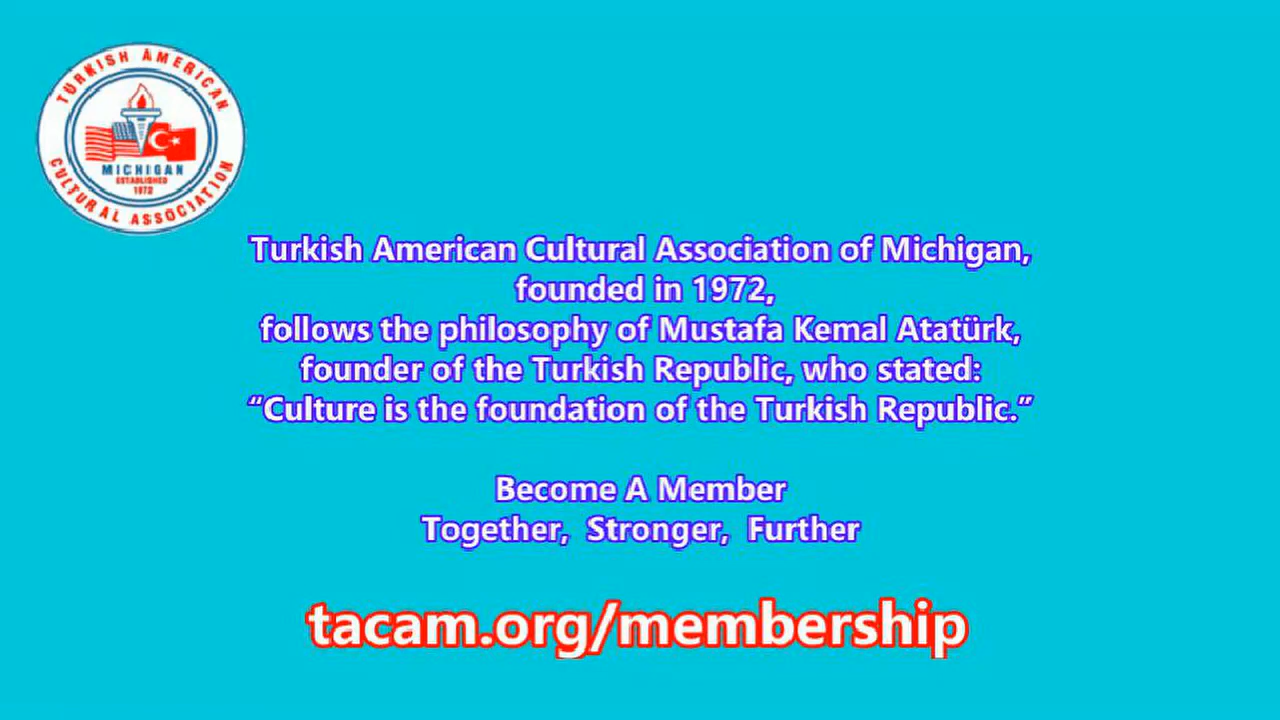 TURKISH AMERICAN
MICHIGAN
ESTABLISHED
1972
CULTURAL ASSOCIATION
Turkish American Cultural Association of Michigan,
founded in 1972,
follows the philosophy of Mustafa Kemal Atatürk,
founder of the Turkish Republic, who stated:
“Culture is the foundation of the Turkish Republic.”
Become A Member
Together, Stronger, Further
tacam.org/membership